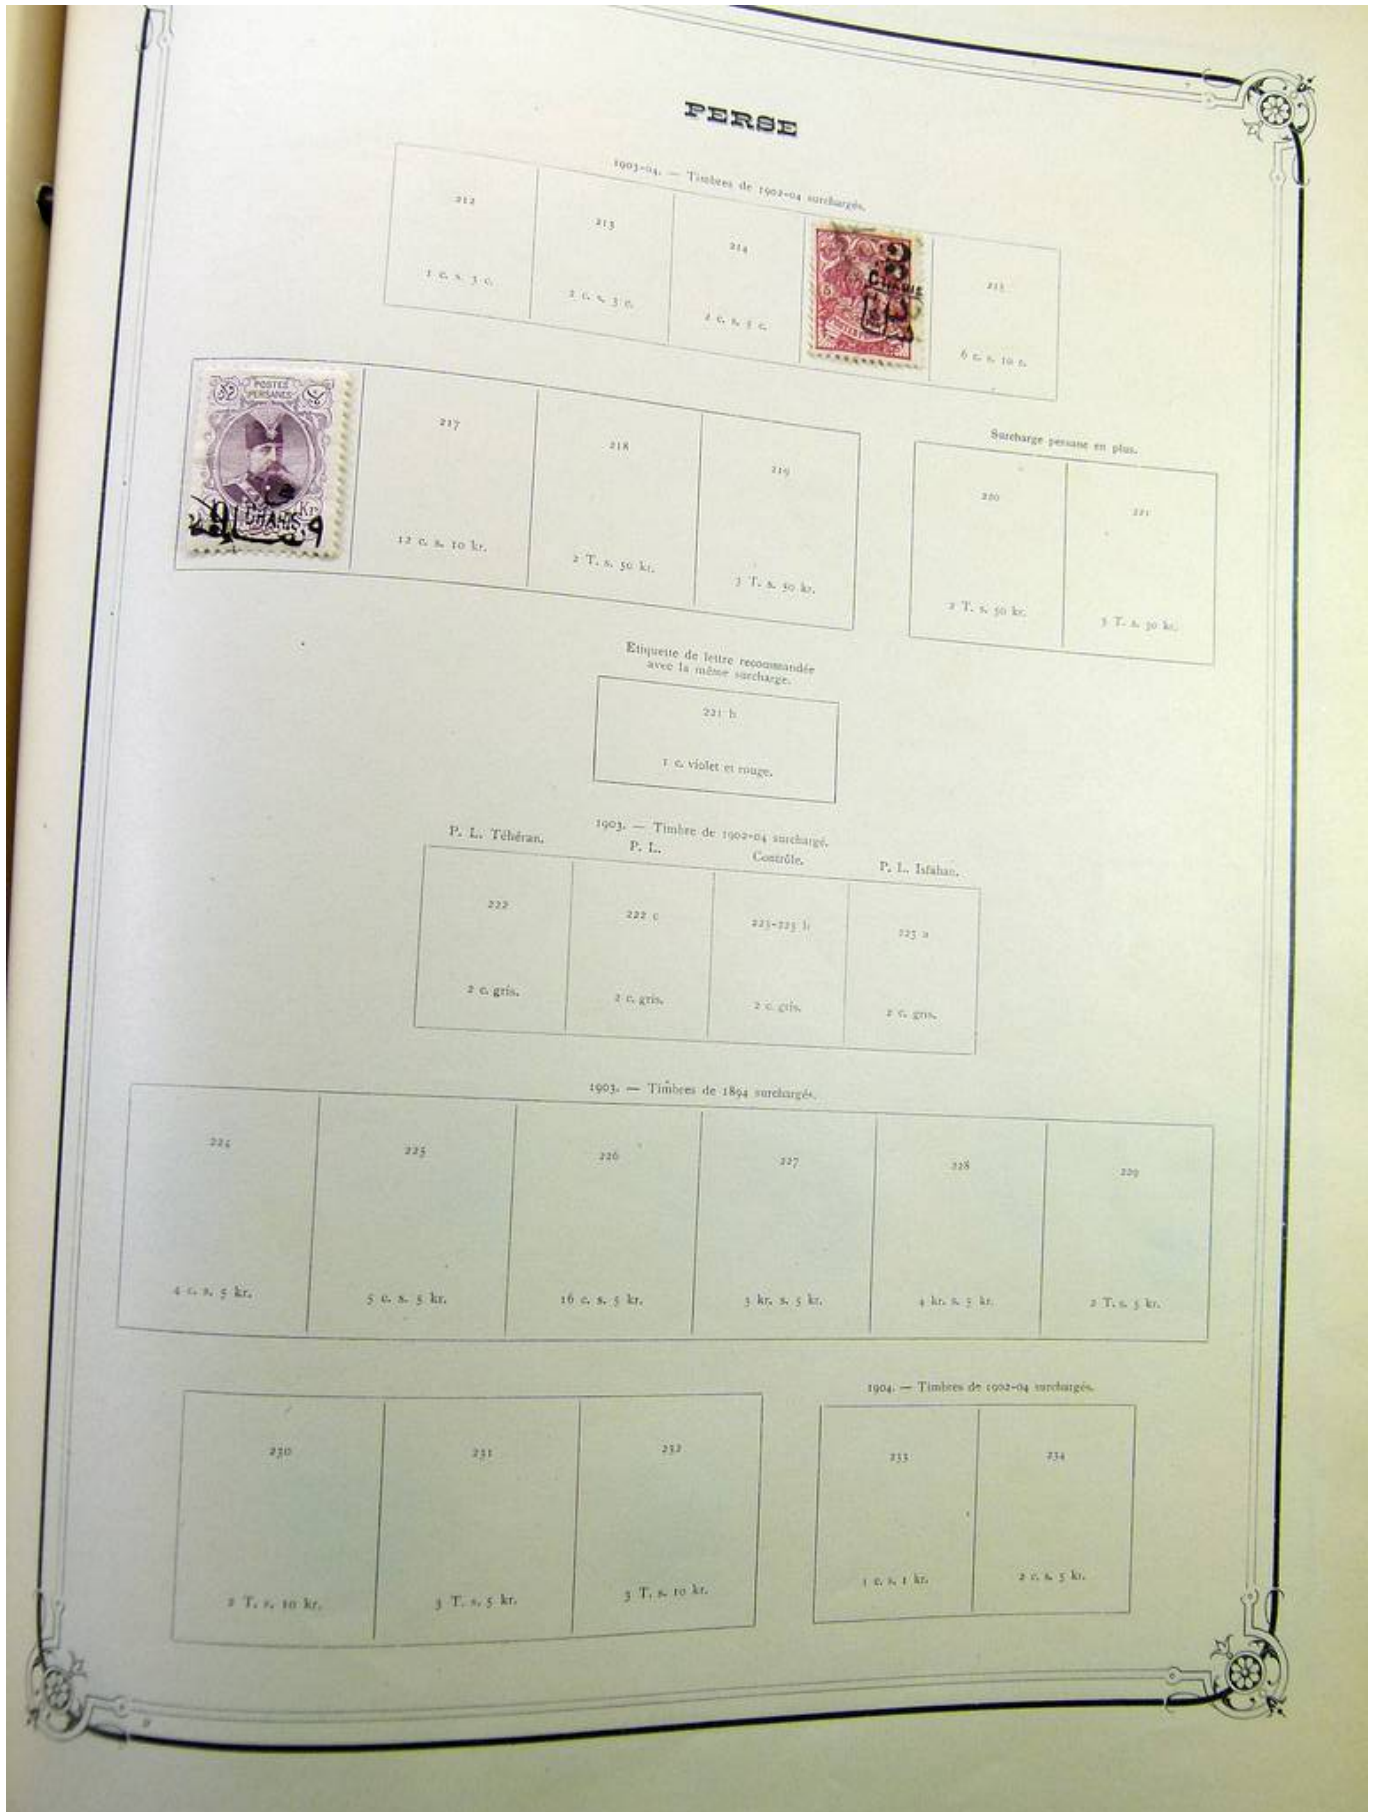 PERSE
1903-04. — Timbres de 1902-04 surchargés.
212
213
214
215
1 c. s. 3 c.
2 c. s. 3 c.
CHAHIS
6 c. s. 10 c.
POSTES
PERSANES
Kr
9 CHAHIS
217
218
219
12 c. s. 10 kr.
2 T. s. 50 kr.
3 T. s. 50 kr.
Surcharge persane en plus.
220
221
2 T. s. 50 kr.
3 T. s. 50 kr.
Etiquette de lettre recommandée
avec la même surcharge.
221 b
1 c. violet et rouge.
1903. — Timbre de 1902-04 surchargé.
P. L. Téhéran.
P. L.
Contrôle.
P. L. Isfahan.
222
222 c
223-223 b
223 a
2 c. gris.
2 c. gris.
2 c. gris.
2 c. gris.
1903. — Timbres de 1894 surchargés.
224
225
226
227
228
229
4 c. s. 5 kr.
5 c. s. 5 kr.
16 c. s. 5 kr.
3 kr. s. 5 kr.
4 kr. s. 5 kr.
2 T. s. 5 kr.
230
231
232
2 T. s. 10 kr.
3 T. s. 5 kr.
3 T. s. 10 kr.
1904. — Timbres de 1902-04 surchargés.
233
234
1 c. s. 1 kr.
2 c. s. 5 kr.